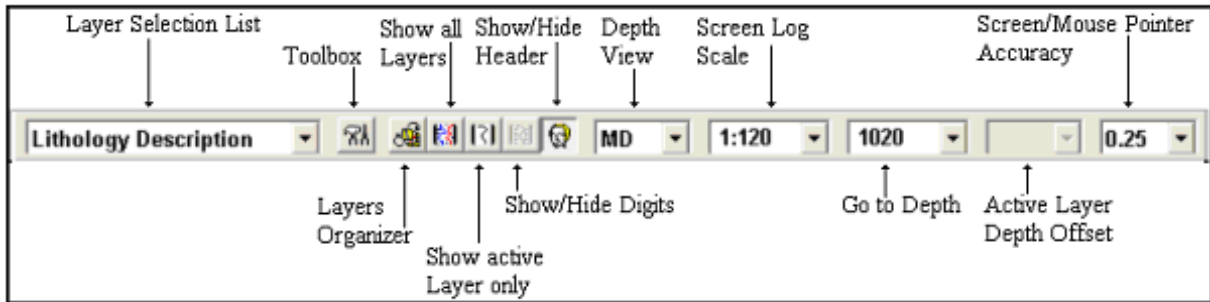 Layer Selection List
Toolbox
Show all
Layers
Show/Hide
Header
Depth
View
Screen Log
Scale
Screen/Mouse Pointer
Accuracy
Lithology Description
MD
1:120
1020
0.25
Layers
Organizer
Show active
Layer only
Show/Hide Digits
Go to Depth
Active Layer
Depth Offset